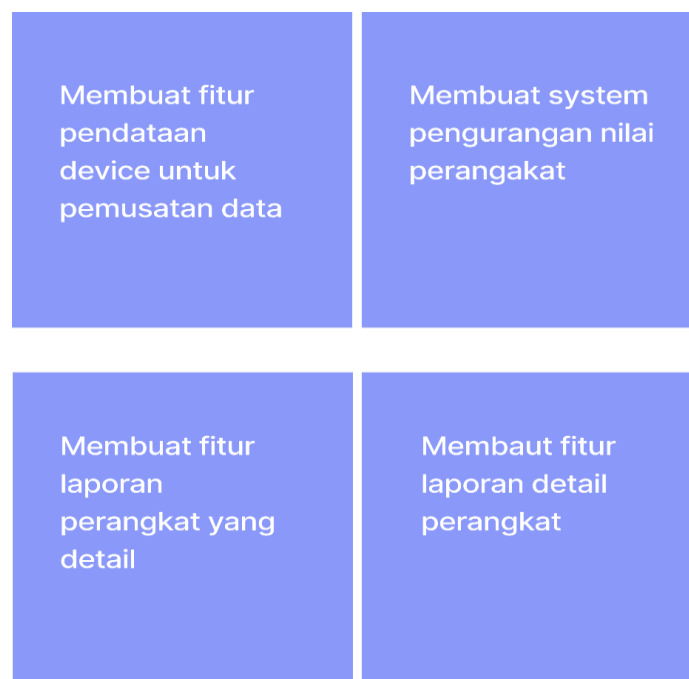 Membuat fitur
pendataan
device untuk
pemusatan data
Membuat system
pengurangan nilai
perangakat
Membuat fitur
laporan
perangkat yang
detail
Membaut fitur
laporan detail
perangkat